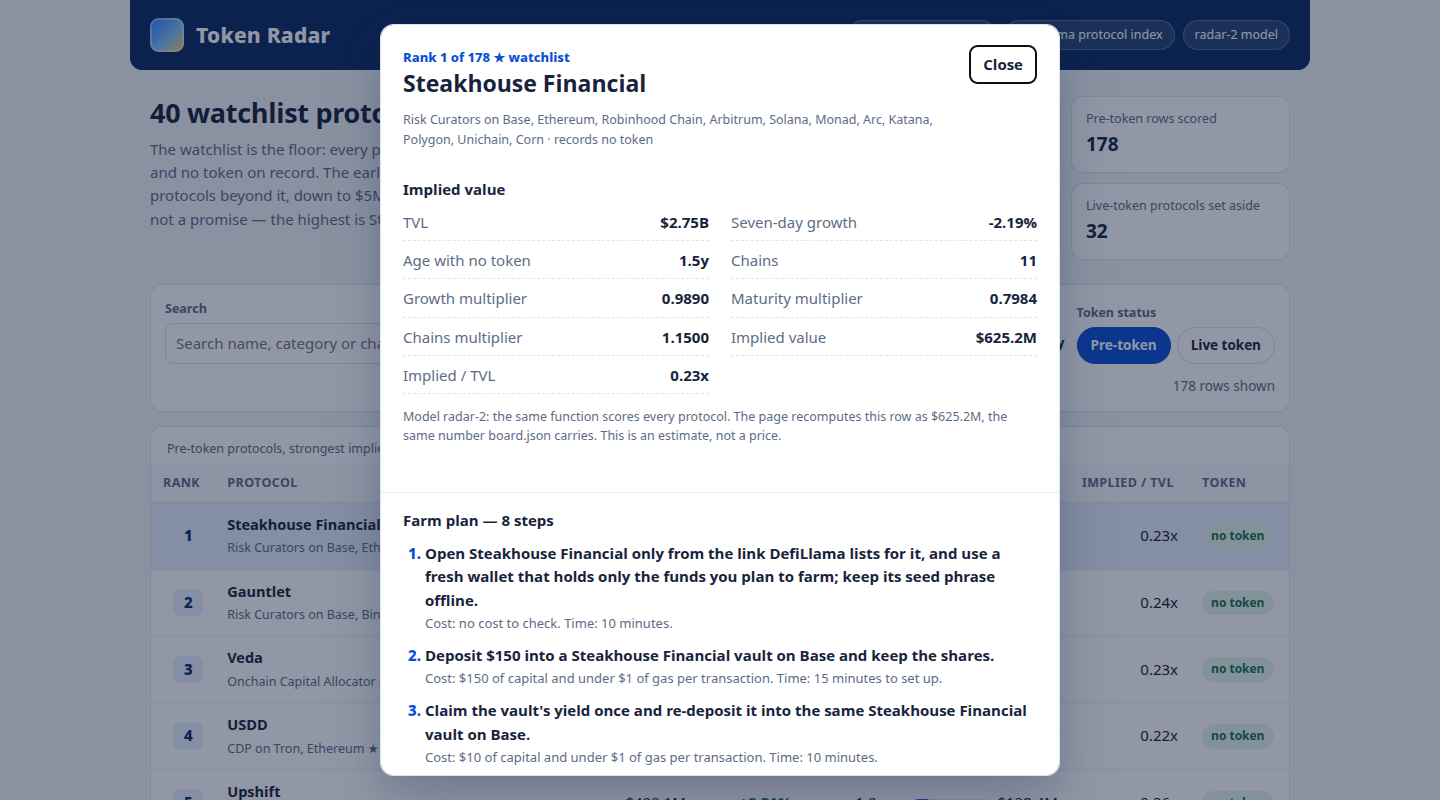 Token Radar
ma protocol index
radar-2 model
40 watchlist proto
The watchlist is the floor: every p
and no token on record. The earl
protocols beyond it, down to $5M
not a promise — the highest is St
Pre-token rows scored
178
Live-token protocols set aside
32
Search
Search name, category or cha
Token status
Pre-token
Live token
178 rows shown
Pre-token protocols, strongest implie
RANK PROTOCOL IMPLIED / TVL TOKEN
1 Steakhouse Financial 0.23x no token
Risk Curators on Base, Eth
2 Gauntlet 0.24x no token
Risk Curators on Base, Bin
3 Veda 0.23x no token
Onchain Capital Allocator
4 USDD 0.22x no token
CDP on Tron, Ethereum ★
Upshift
Rank 1 of 178 ★ watchlist
Steakhouse Financial
Close
Risk Curators on Base, Ethereum, Robinhood Chain, Arbitrum, Solana, Monad, Arc, Katana,
Polygon, Unichain, Corn · records no token
Implied value
TVL $2.75B Seven-day growth -2.19%
Age with no token 1.5y Chains 11
Growth multiplier 0.9890 Maturity multiplier 0.7984
Chains multiplier 1.1500 Implied value $625.2M
Implied / TVL 0.23x
Model radar-2: the same function scores every protocol. The page recomputes this row as $625.2M, the
same number board.json carries. This is an estimate, not a price.
Farm plan — 8 steps
1. Open Steakhouse Financial only from the link DefiLlama lists for it, and use a
fresh wallet that holds only the funds you plan to farm; keep its seed phrase
offline.
Cost: no cost to check. Time: 10 minutes.
2. Deposit $150 into a Steakhouse Financial vault on Base and keep the shares.
Cost: $150 of capital and under $1 of gas per transaction. Time: 15 minutes to set up.
3. Claim the vault's yield once and re-deposit it into the same Steakhouse Financial
vault on Base.
Cost: $10 of capital and under $1 of gas per transaction. Time: 10 minutes.